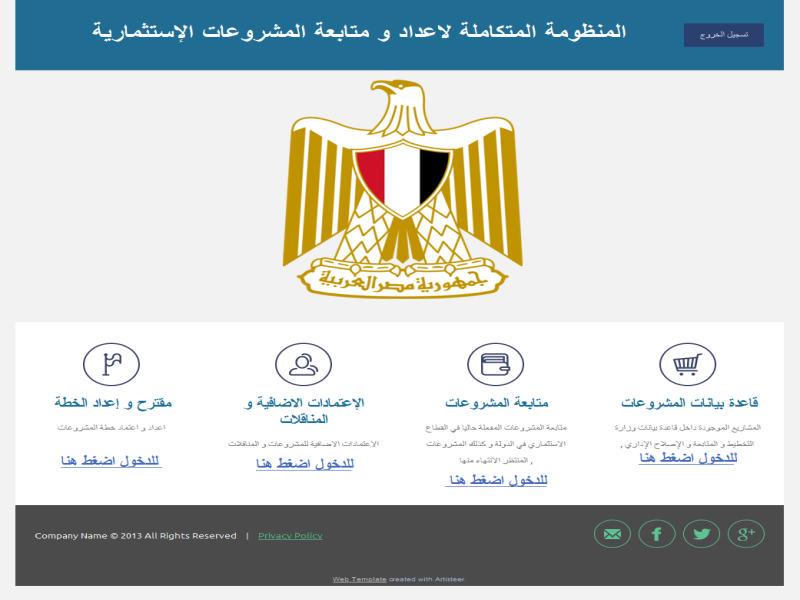 المنظومة المتكاملة لاعداد و متابعة المشروعات الإستثمارية
تسجيل الخروج
جمهورية مصر العربية
قاعدة بيانات المشروعات
المشاريع الموجودة داخل قاعدة بيانات وزارة
التخطيط و المتابعة و الإصلاح الإداري ,
للدخول اضغط هنا
متابعة المشروعات
متابعة المشروعات المفعلة حاليا في القطاع
الاستثماري في الدولة و كذلك المشروعات
المنتظر الانتهاء منها ,
للدخول اضغط هنا
الإعتمادات الاضافية و
المناقلات
الاعتمادات الاضافية للمشروعات و المناقلات
للدخول اضغط هنا
مقترح و إعداد الخطة
اعداد و اعتماد خطة المشروعات
للدخول اضغط هنا
Company Name © 2013 All Rights Reserved | Privacy Policy
Web Template created with Artisteer.